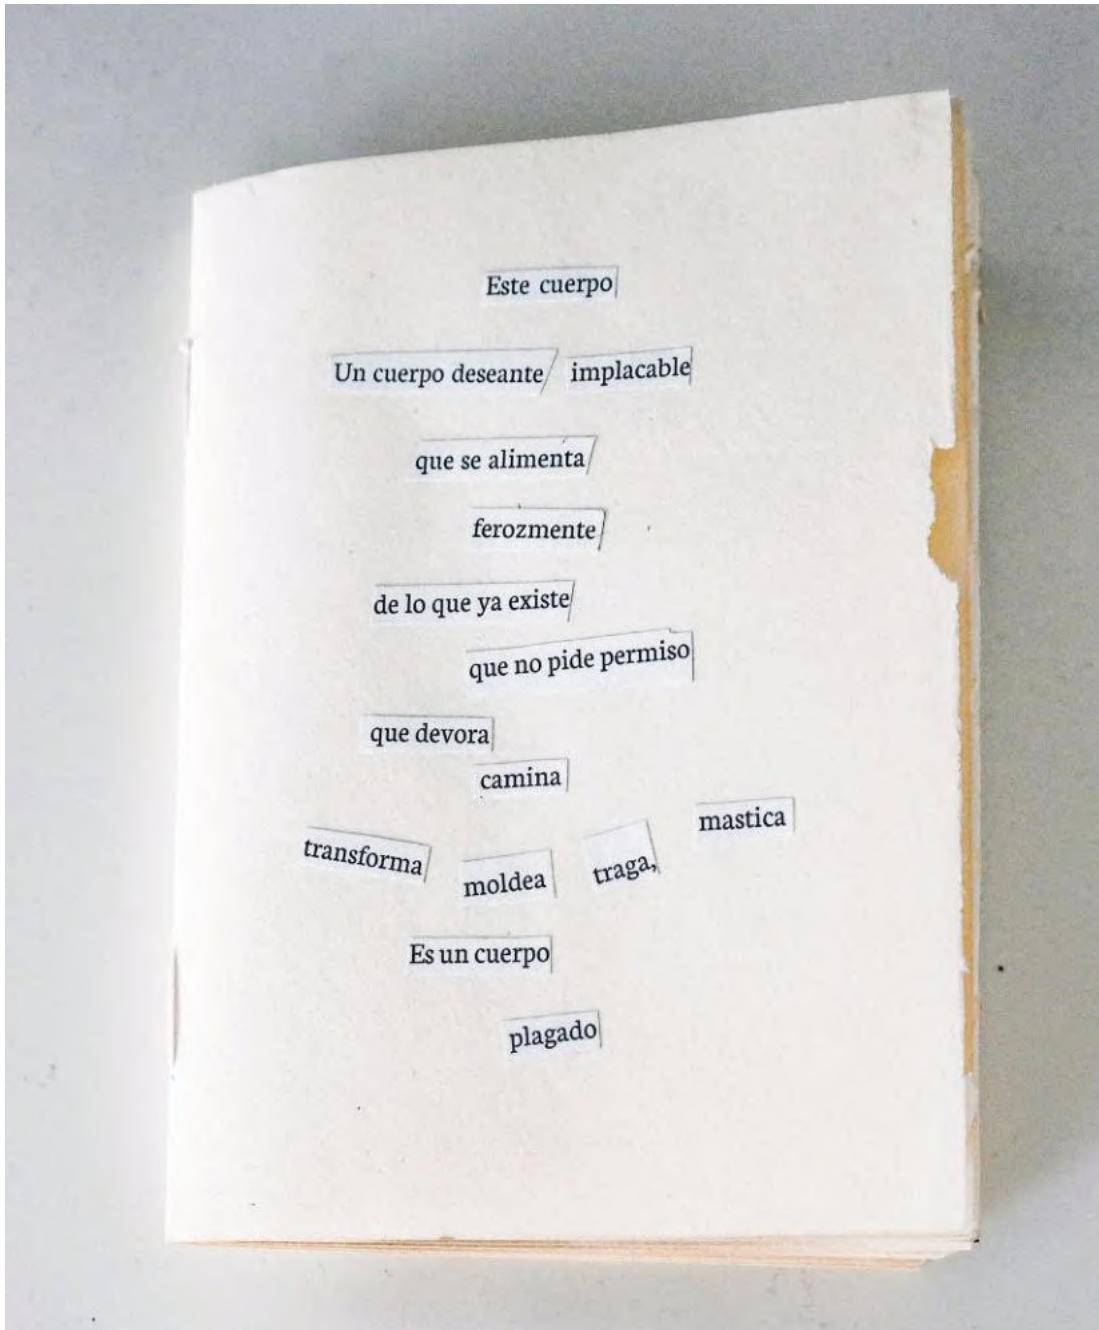 Este cuerpo
Un cuerpo deseante implacable
que se alimenta
ferozmente
de lo que ya existe
que no pide permiso
que devora
camina
transforma moldea traga, mastica
Es un cuerpo
plagado